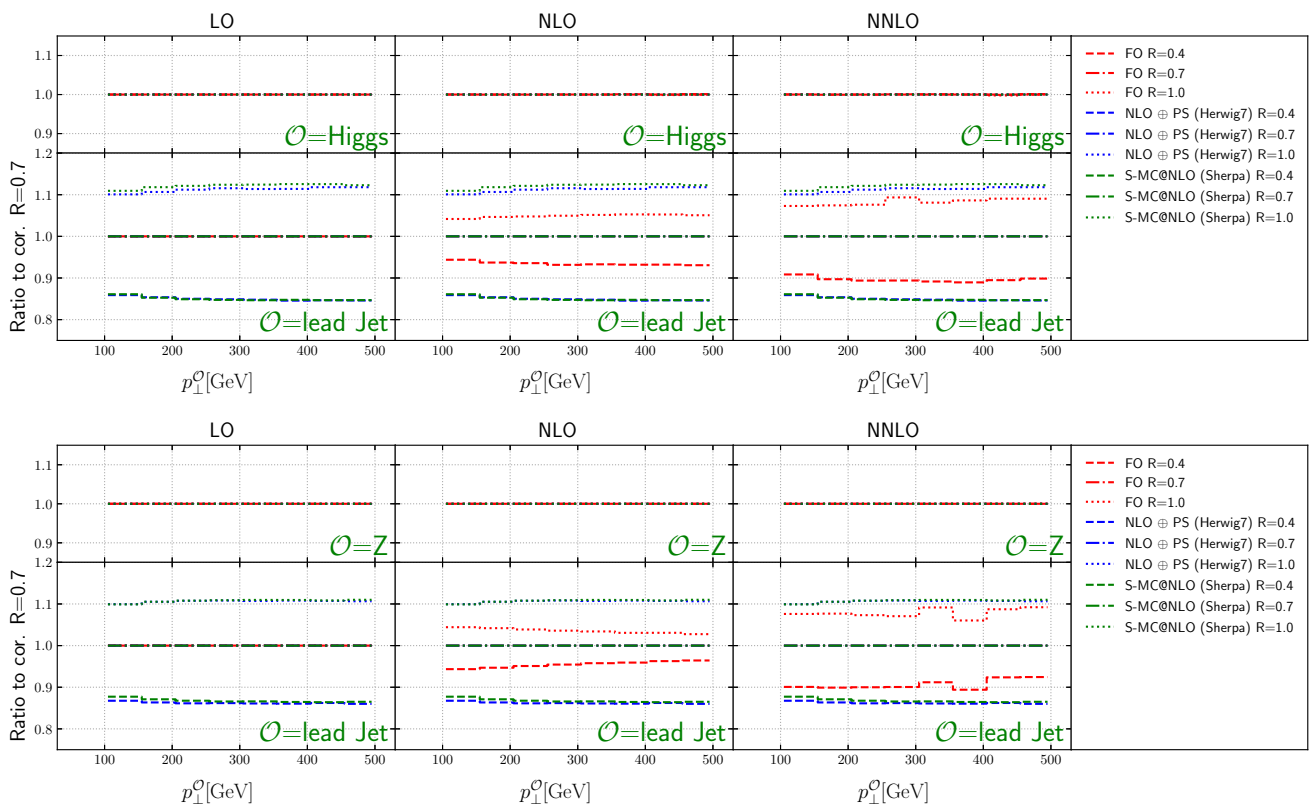 LO NLO NNLO
1.1
1.0
0.9
𝒪=Higgs 𝒪=Higgs 𝒪=Higgs
1.2
1.1
1.0
0.9
0.8
Ratio to cor. R=0.7
𝒪=lead Jet 𝒪=lead Jet 𝒪=lead Jet
100 200 300 400 500 100 200 300 400 500 100 200 300 400 500
p⊥^𝒪[GeV] p⊥^𝒪[GeV] p⊥^𝒪[GeV]
FO R=0.4
FO R=0.7
FO R=1.0
NLO ⊕ PS (Herwig7) R=0.4
NLO ⊕ PS (Herwig7) R=0.7
NLO ⊕ PS (Herwig7) R=1.0
S-MC@NLO (Sherpa) R=0.4
S-MC@NLO (Sherpa) R=0.7
S-MC@NLO (Sherpa) R=1.0
LO NLO NNLO
1.1
1.0
0.9
𝒪=Z 𝒪=Z 𝒪=Z
1.2
1.1
1.0
0.9
0.8
Ratio to cor. R=0.7
𝒪=lead Jet 𝒪=lead Jet 𝒪=lead Jet
100 200 300 400 500 100 200 300 400 500 100 200 300 400 500
p⊥^𝒪[GeV] p⊥^𝒪[GeV] p⊥^𝒪[GeV]
FO R=0.4
FO R=0.7
FO R=1.0
NLO ⊕ PS (Herwig7) R=0.4
NLO ⊕ PS (Herwig7) R=0.7
NLO ⊕ PS (Herwig7) R=1.0
S-MC@NLO (Sherpa) R=0.4
S-MC@NLO (Sherpa) R=0.7
S-MC@NLO (Sherpa) R=1.0